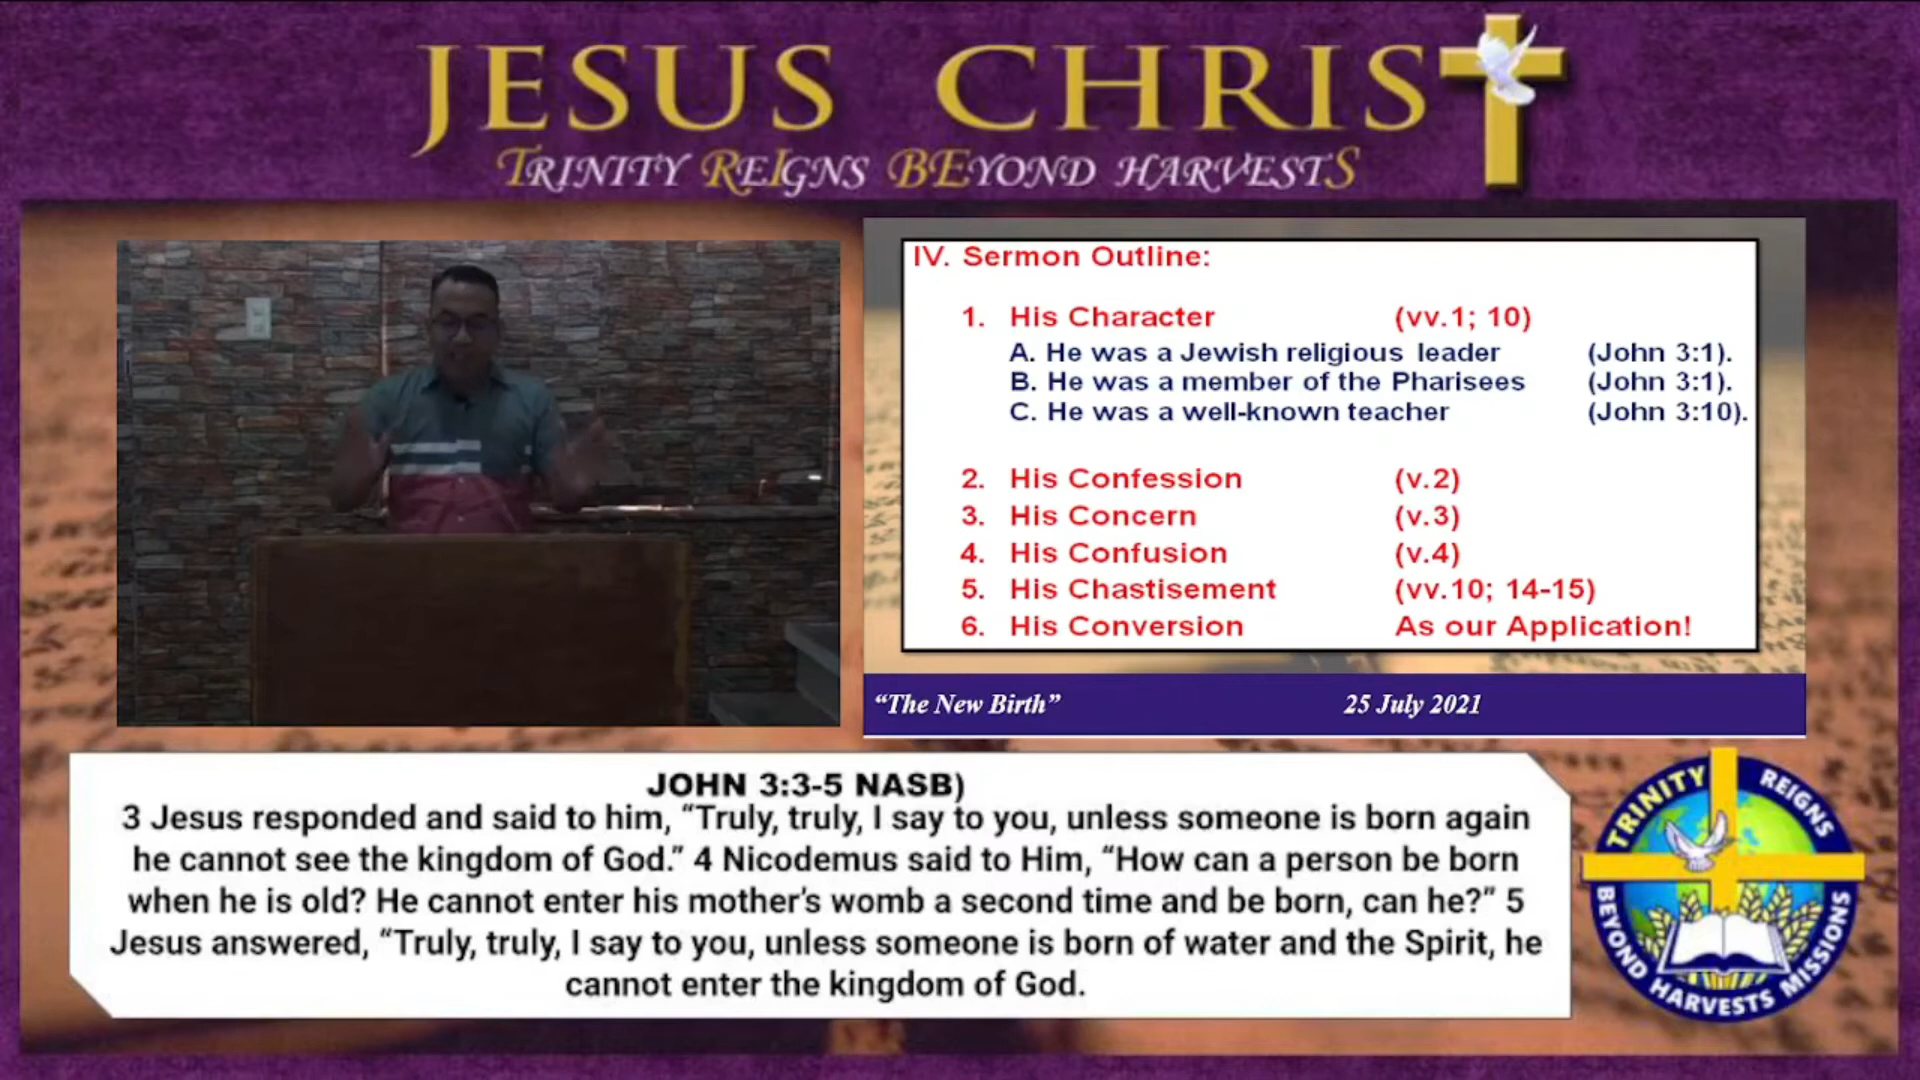 JESUS CHRIST
TRINITY REIGNS BEYOND HARVESTS
IV. Sermon Outline:
1. His Character (vv.1; 10)
A. He was a Jewish religious leader (John 3:1).
B. He was a member of the Pharisees (John 3:1).
C. He was a well-known teacher (John 3:10).
2. His Confession (v.2)
3. His Concern (v.3)
4. His Confusion (v.4)
5. His Chastisement (vv.10; 14-15)
6. His Conversion As our Application!
“The New Birth” 25 July 2021
JOHN 3:3-5 NASB)
3 Jesus responded and said to him, “Truly, truly, I say to you, unless someone is born again
he cannot see the kingdom of God.” 4 Nicodemus said to Him, “How can a person be born
when he is old? He cannot enter his mother’s womb a second time and be born, can he?” 5
Jesus answered, “Truly, truly, I say to you, unless someone is born of water and the Spirit, he
cannot enter the kingdom of God.
TRINITY REIGNS
BEYOND HARVESTS MISSIONS